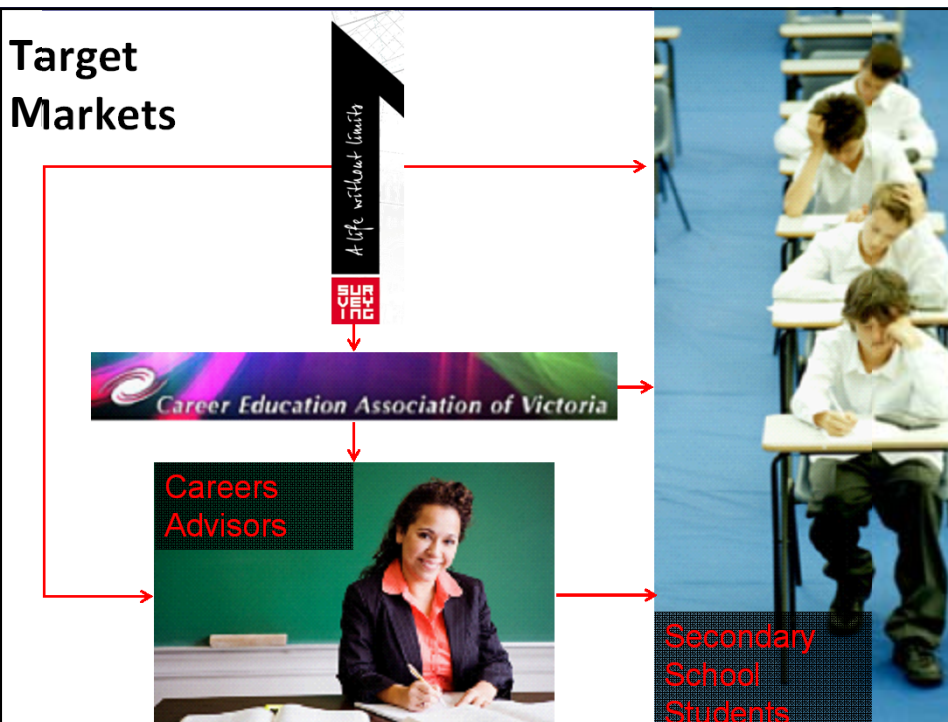 Target
Markets
A life without limits
SUR
VEY
ING
Career Education Association of Victoria
Careers
Advisors
Secondary
School
Students